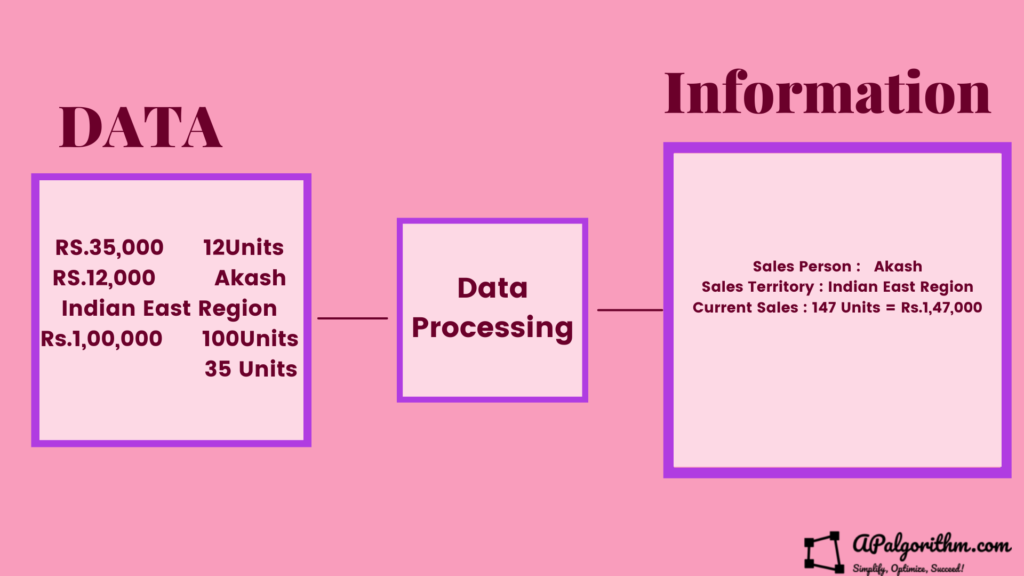 DATA
RS.35,000 12Units
RS.12,000 Akash
Indian East Region
Rs.1,00,000 100Units
35 Units
Data
Processing
Information
Sales Person : Akash
Sales Territory : Indian East Region
Current Sales : 147 Units = Rs.1,47,000
APalgorithm.com
Simplify, Optimize, Succeed!